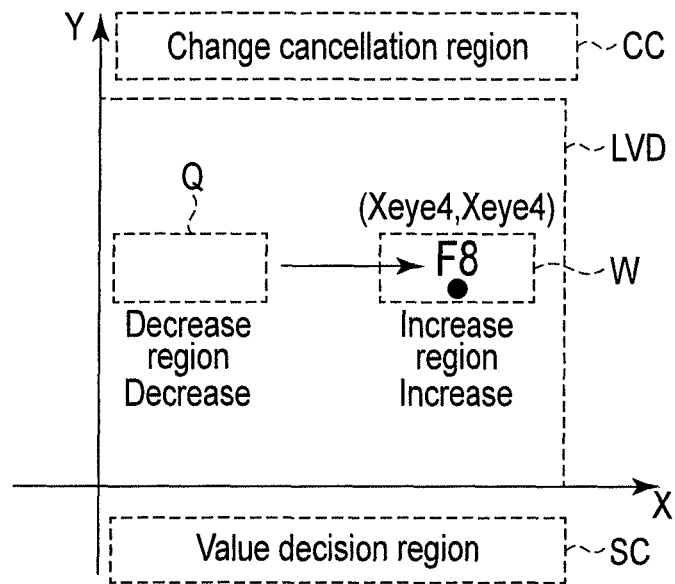 Y
Change cancellation region
CC
LVD
Q
(Xeye4,Xeye4)
F8
W
Decrease
region
Decrease
Increase
region
Increase
X
Value decision region
SC